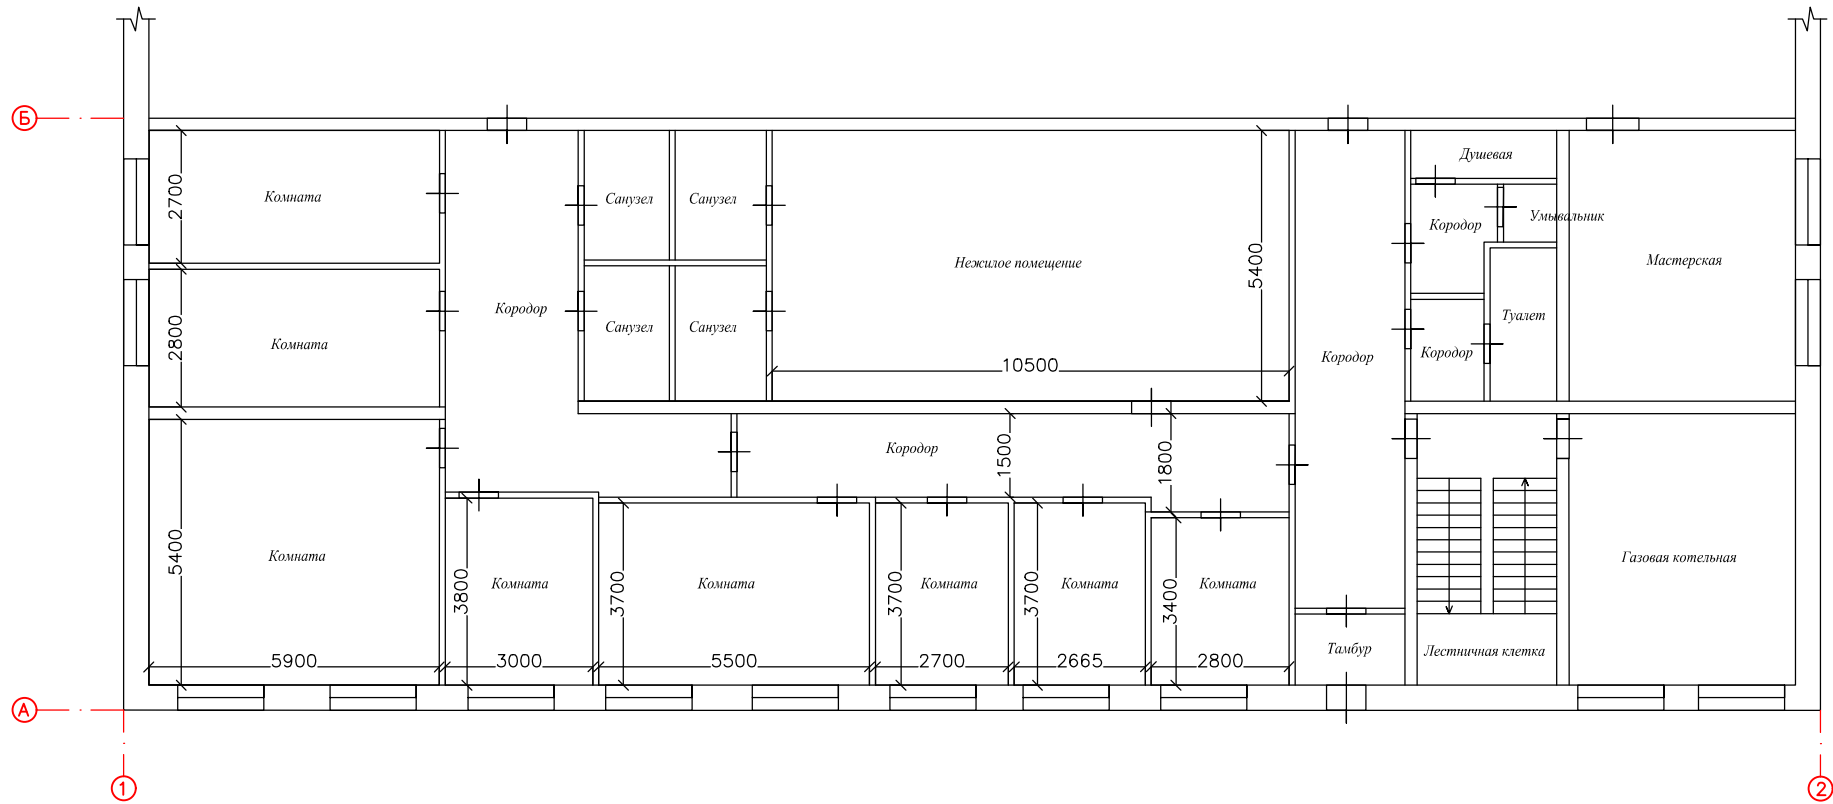 Б
Душевая
2700
Комната
Санузел
Санузел
Умывальник
Кородор
Нежилое помещение
5400
Мастерская
Кородор
2800
Комната
Санузел
Санузел
Туалет
Кородор
Кородор
10500
Кородор
1500
1800
5400
Комната
Газовая котельная
3800
Комната
3700
Комната
3700
Комната
3700
Комната
3400
Комната
Тамбур
Лестничная клетка
5900
3000
5500
2700
2665
2800
А
1
2